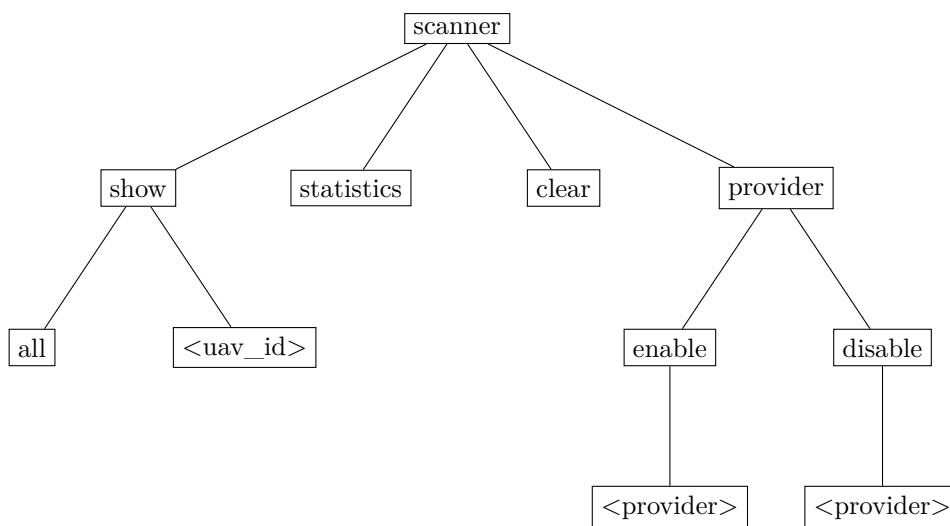 scanner
show
statistics
clear
provider
all
<uav_id>
enable
disable
<provider>
<provider>